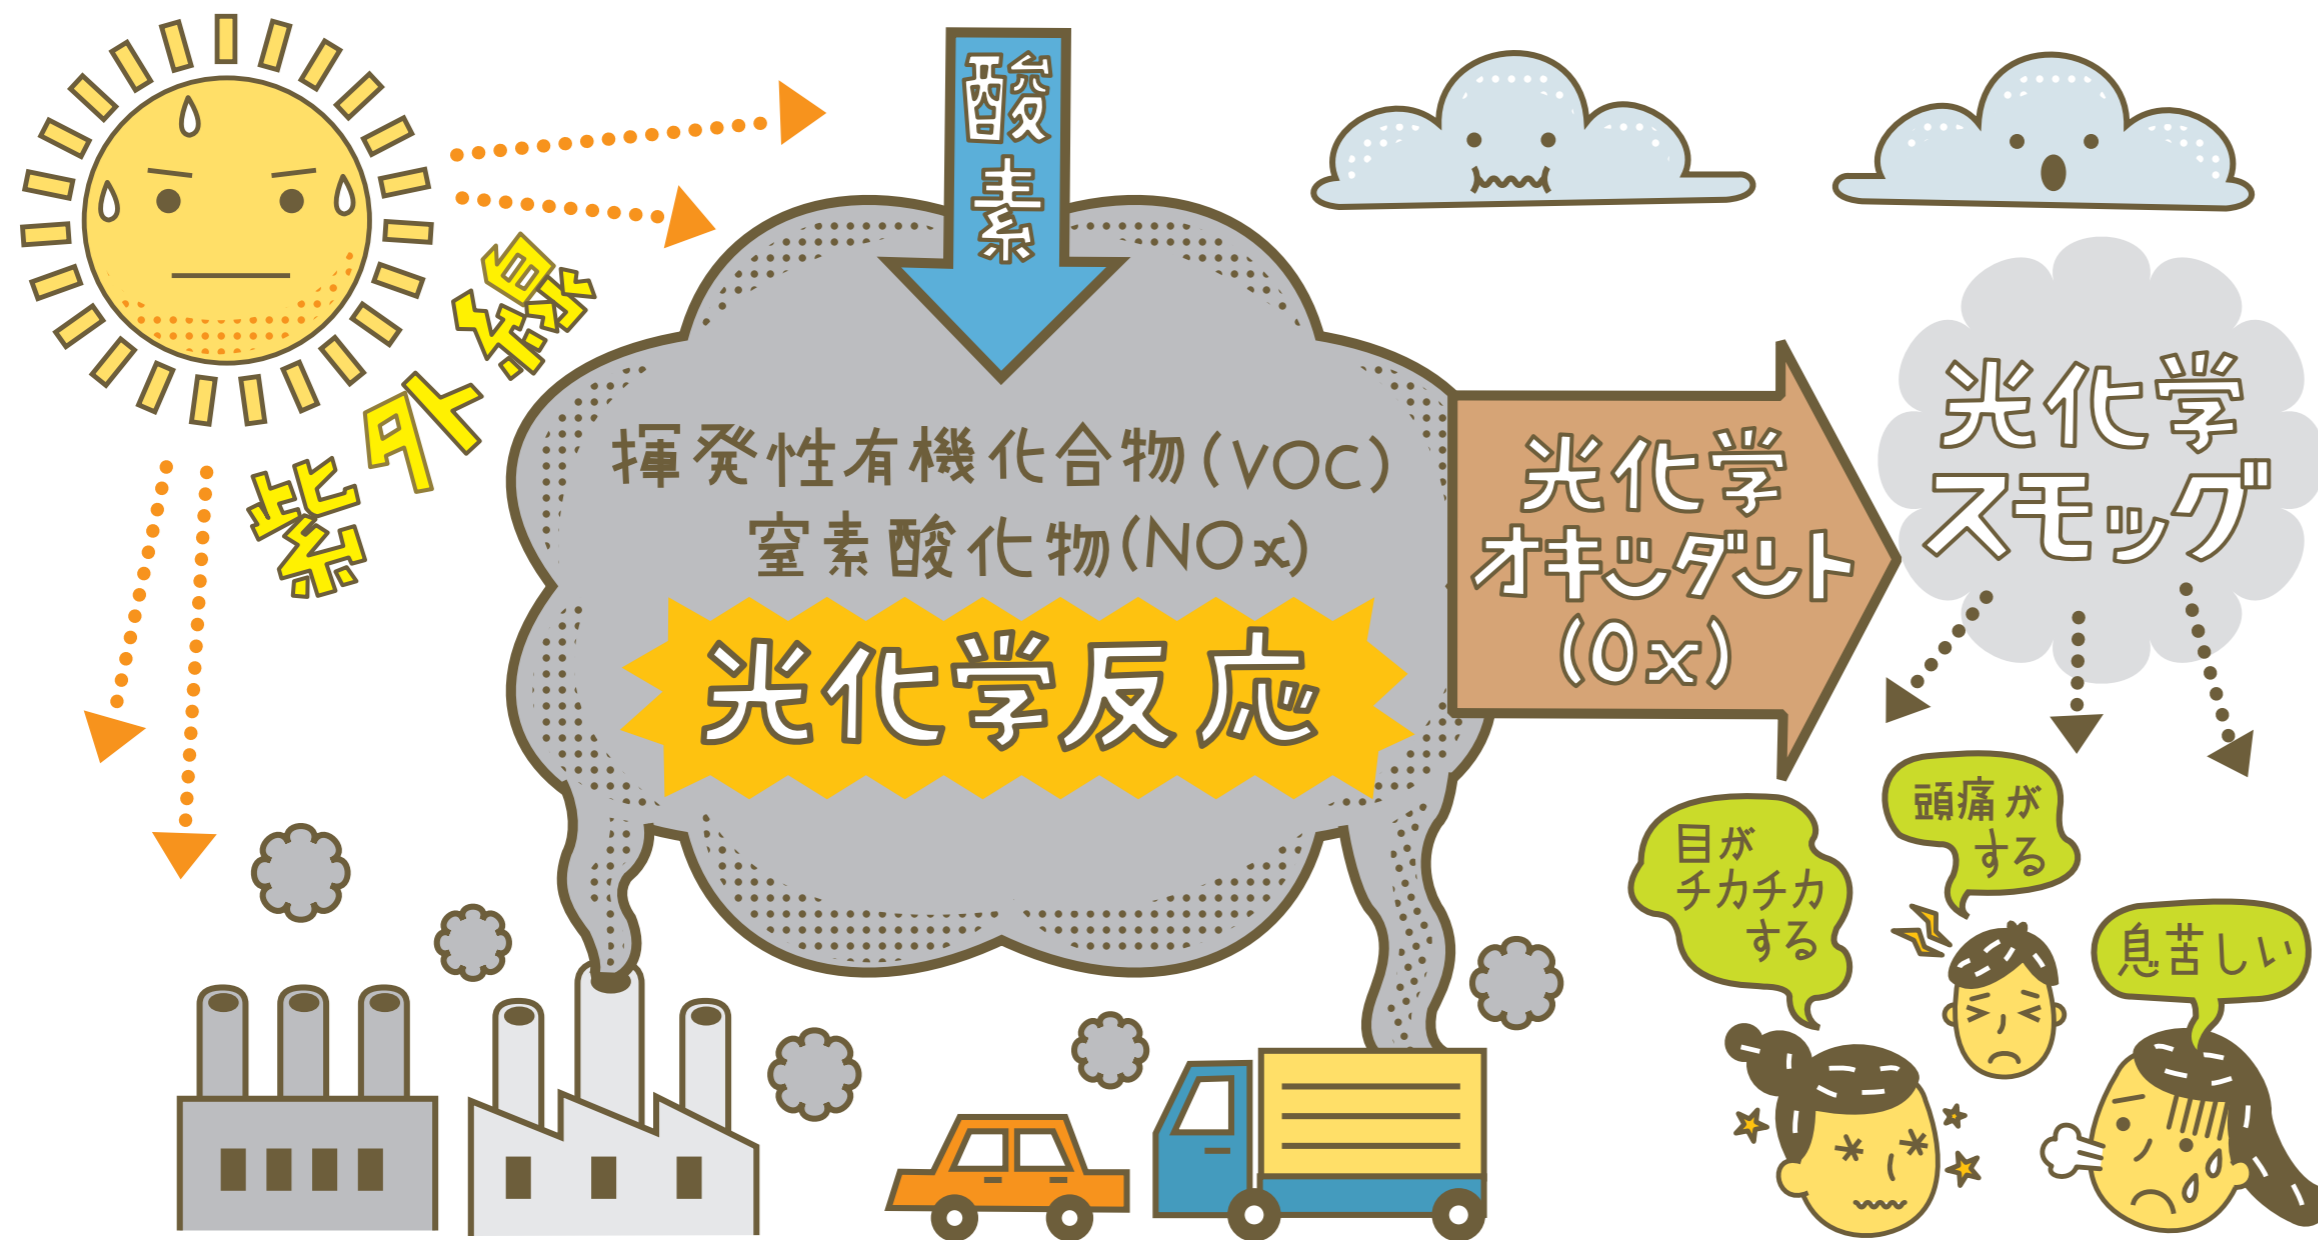 紫外線
酸素
揮発性有機化合物(VOC)
窒素酸化物(NOx)
光化学反応
光化学
オキシダント
(Ox)
光化学
スモッグ
目が
チカチカ
する
頭痛が
する
息苦しい